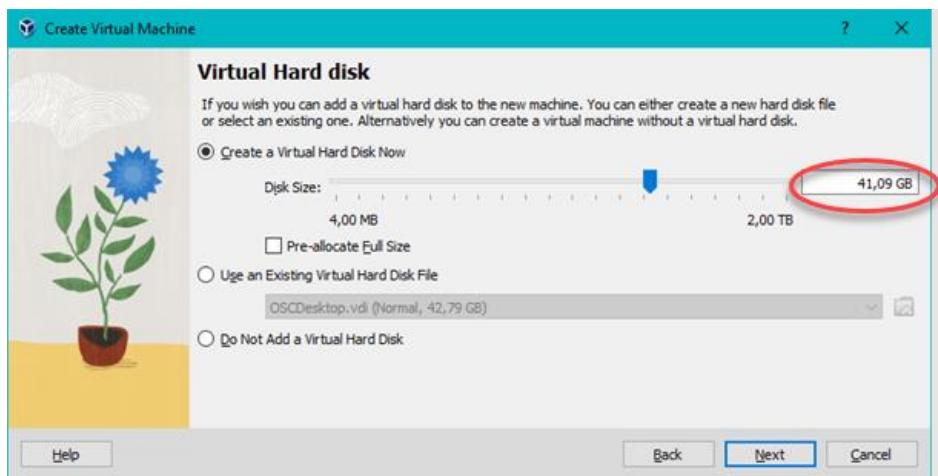 Create Virtual Machine
? ×
Virtual Hard disk
If you wish you can add a virtual hard disk to the new machine. You can either create a new hard disk file
or select an existing one. Alternatively you can create a virtual machine without a virtual hard disk.
Create a Virtual Hard Disk Now
Disk Size:
41,09 GB
4,00 MB 2,00 TB
Pre-allocate Full Size
Use an Existing Virtual Hard Disk File
OSCDesktop.vdi (Normal, 42,79 GB)
Do Not Add a Virtual Hard Disk
Help Back Next Cancel